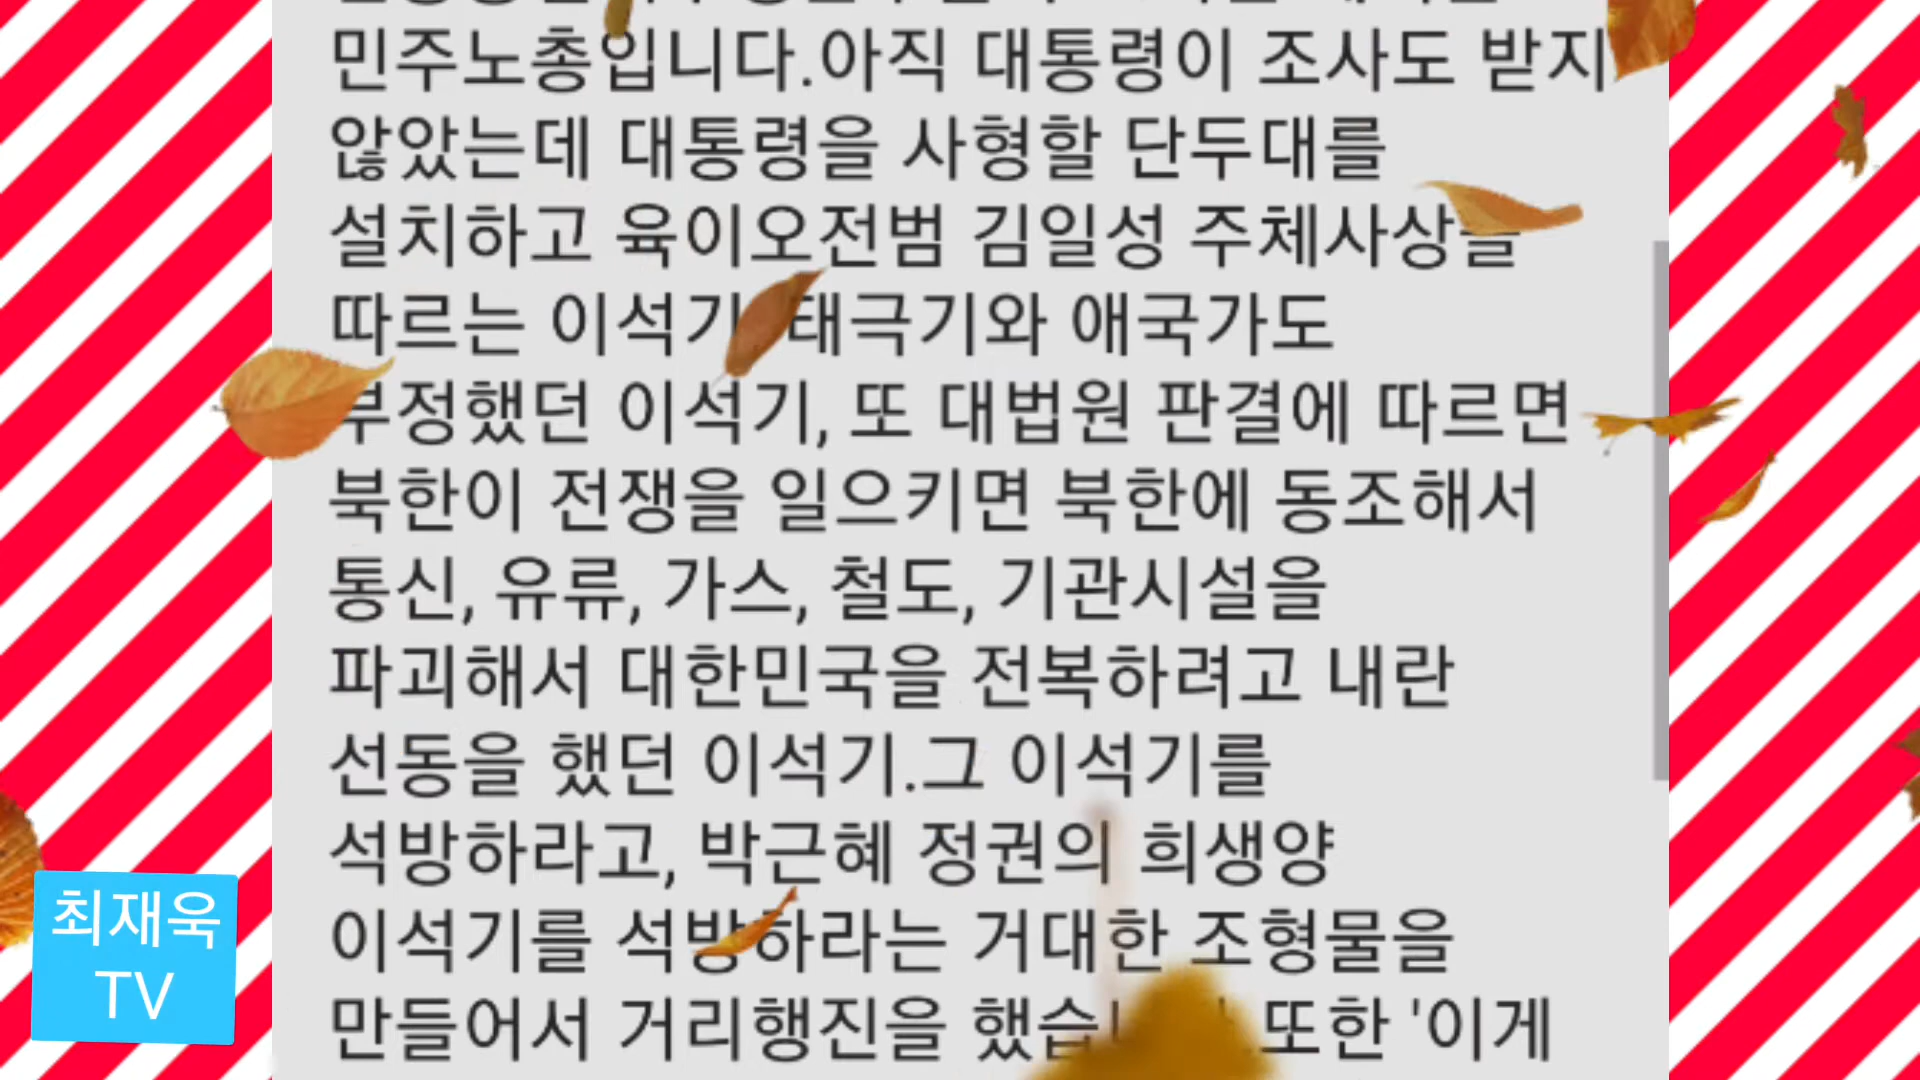 민주노총입니다.아직 대통령이 조사도 받지
않았는데 대통령을 사형할 단두대를
설치하고 육이오전범 김일성 주체사상을
따르는 이석기 태극기와 애국가도
부정했던 이석기, 또 대법원 판결에 따르면
북한이 전쟁을 일으키면 북한에 동조해서
통신, 유류, 가스, 철도, 기관시설을
파괴해서 대한민국을 전복하려고 내란
선동을 했던 이석기.그 이석기를
석방하라고, 박근혜 정권의 희생양
이석기를 석방하라는 거대한 조형물을
만들어서 거리행진을 또한 '이게
최재욱
TV